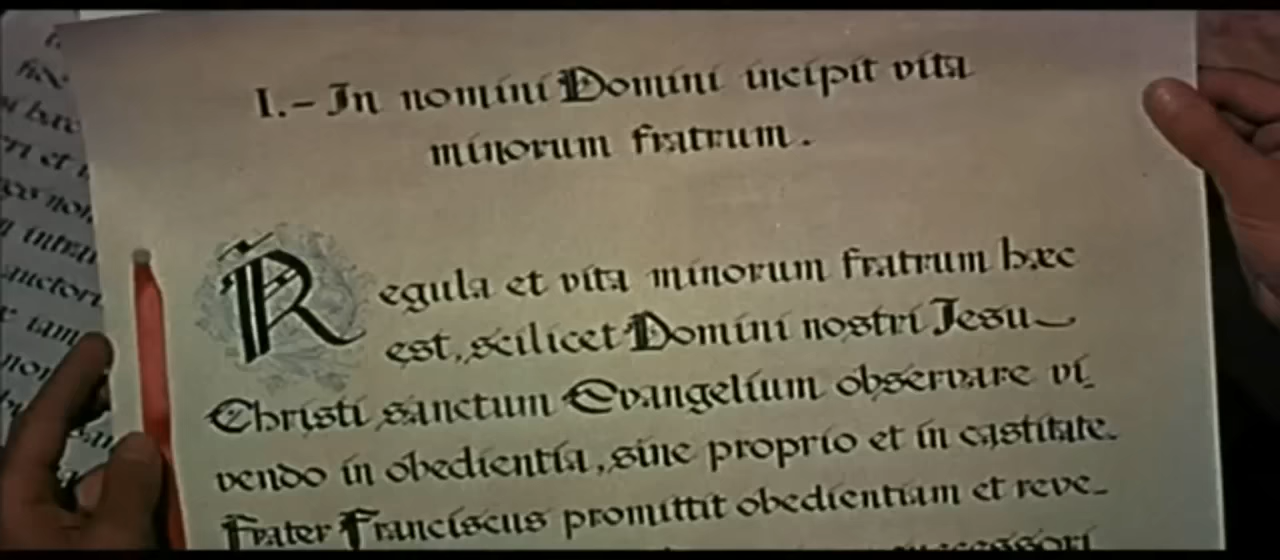 I.- In nomini Domini incipit vita
minorum fratrum.
Regula et vita minorum fratrum hæc
est, scilicet Domini nostri Jesu
Christi sanctum Evangelium observare vi-
vendo in obedientia, sine proprio et in castitate.
Frater Franciscus promittit obedientiam et reve-